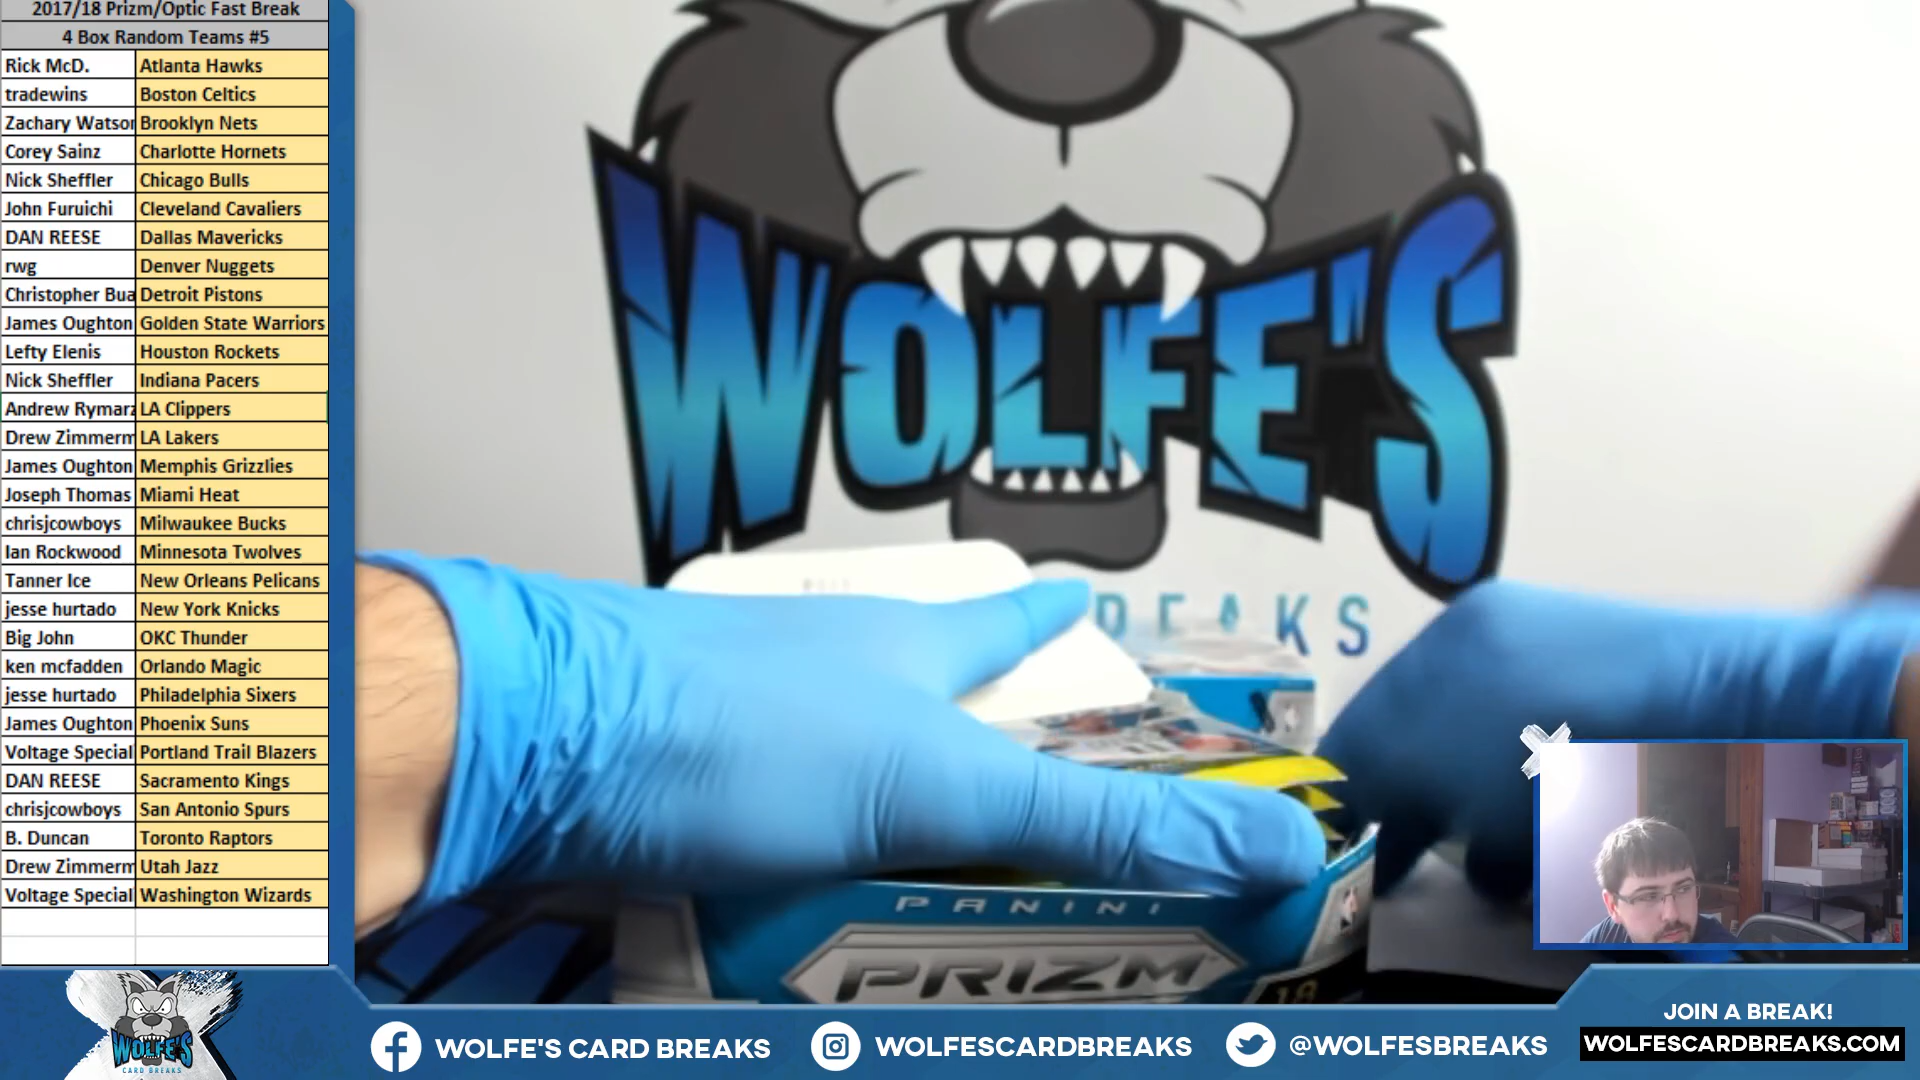 2017/18 Prizm/Optic Fast Break
4 Box Random Teams #5
Rick McD. Atlanta Hawks
tradewins Boston Celtics
Zachary Watson Brooklyn Nets
Corey Sainz Charlotte Hornets
Nick Sheffler Chicago Bulls
John Furuichi Cleveland Cavaliers
DAN REESE Dallas Mavericks
rwg Denver Nuggets
Christopher Bua Detroit Pistons
James Oughton Golden State Warriors
Lefty Elenis Houston Rockets
Nick Sheffler Indiana Pacers
Andrew Rymarz LA Clippers
Drew Zimmerm LA Lakers
James Oughton Memphis Grizzlies
Joseph Thomas Miami Heat
chrisjcowboys Milwaukee Bucks
Ian Rockwood Minnesota Twolves
Tanner Ice New Orleans Pelicans
jesse hurtado New York Knicks
Big John OKC Thunder
ken mcfadden Orlando Magic
jesse hurtado Philadelphia Sixers
James Oughton Phoenix Suns
Voltage Special Portland Trail Blazers
DAN REESE Sacramento Kings
chrisjcowboys San Antonio Spurs
B. Duncan Toronto Raptors
Drew Zimmerm Utah Jazz
Voltage Special Washington Wizards
WOLFE'S
REAKS
PANINI
PRIZM
18
WOLFE'S
CARD BREAKS
WOLFE'S CARD BREAKS
WOLFESCARDBREAKS
@WOLFESBREAKS
JOIN A BREAK!
WOLFESCARDBREAKS.COM